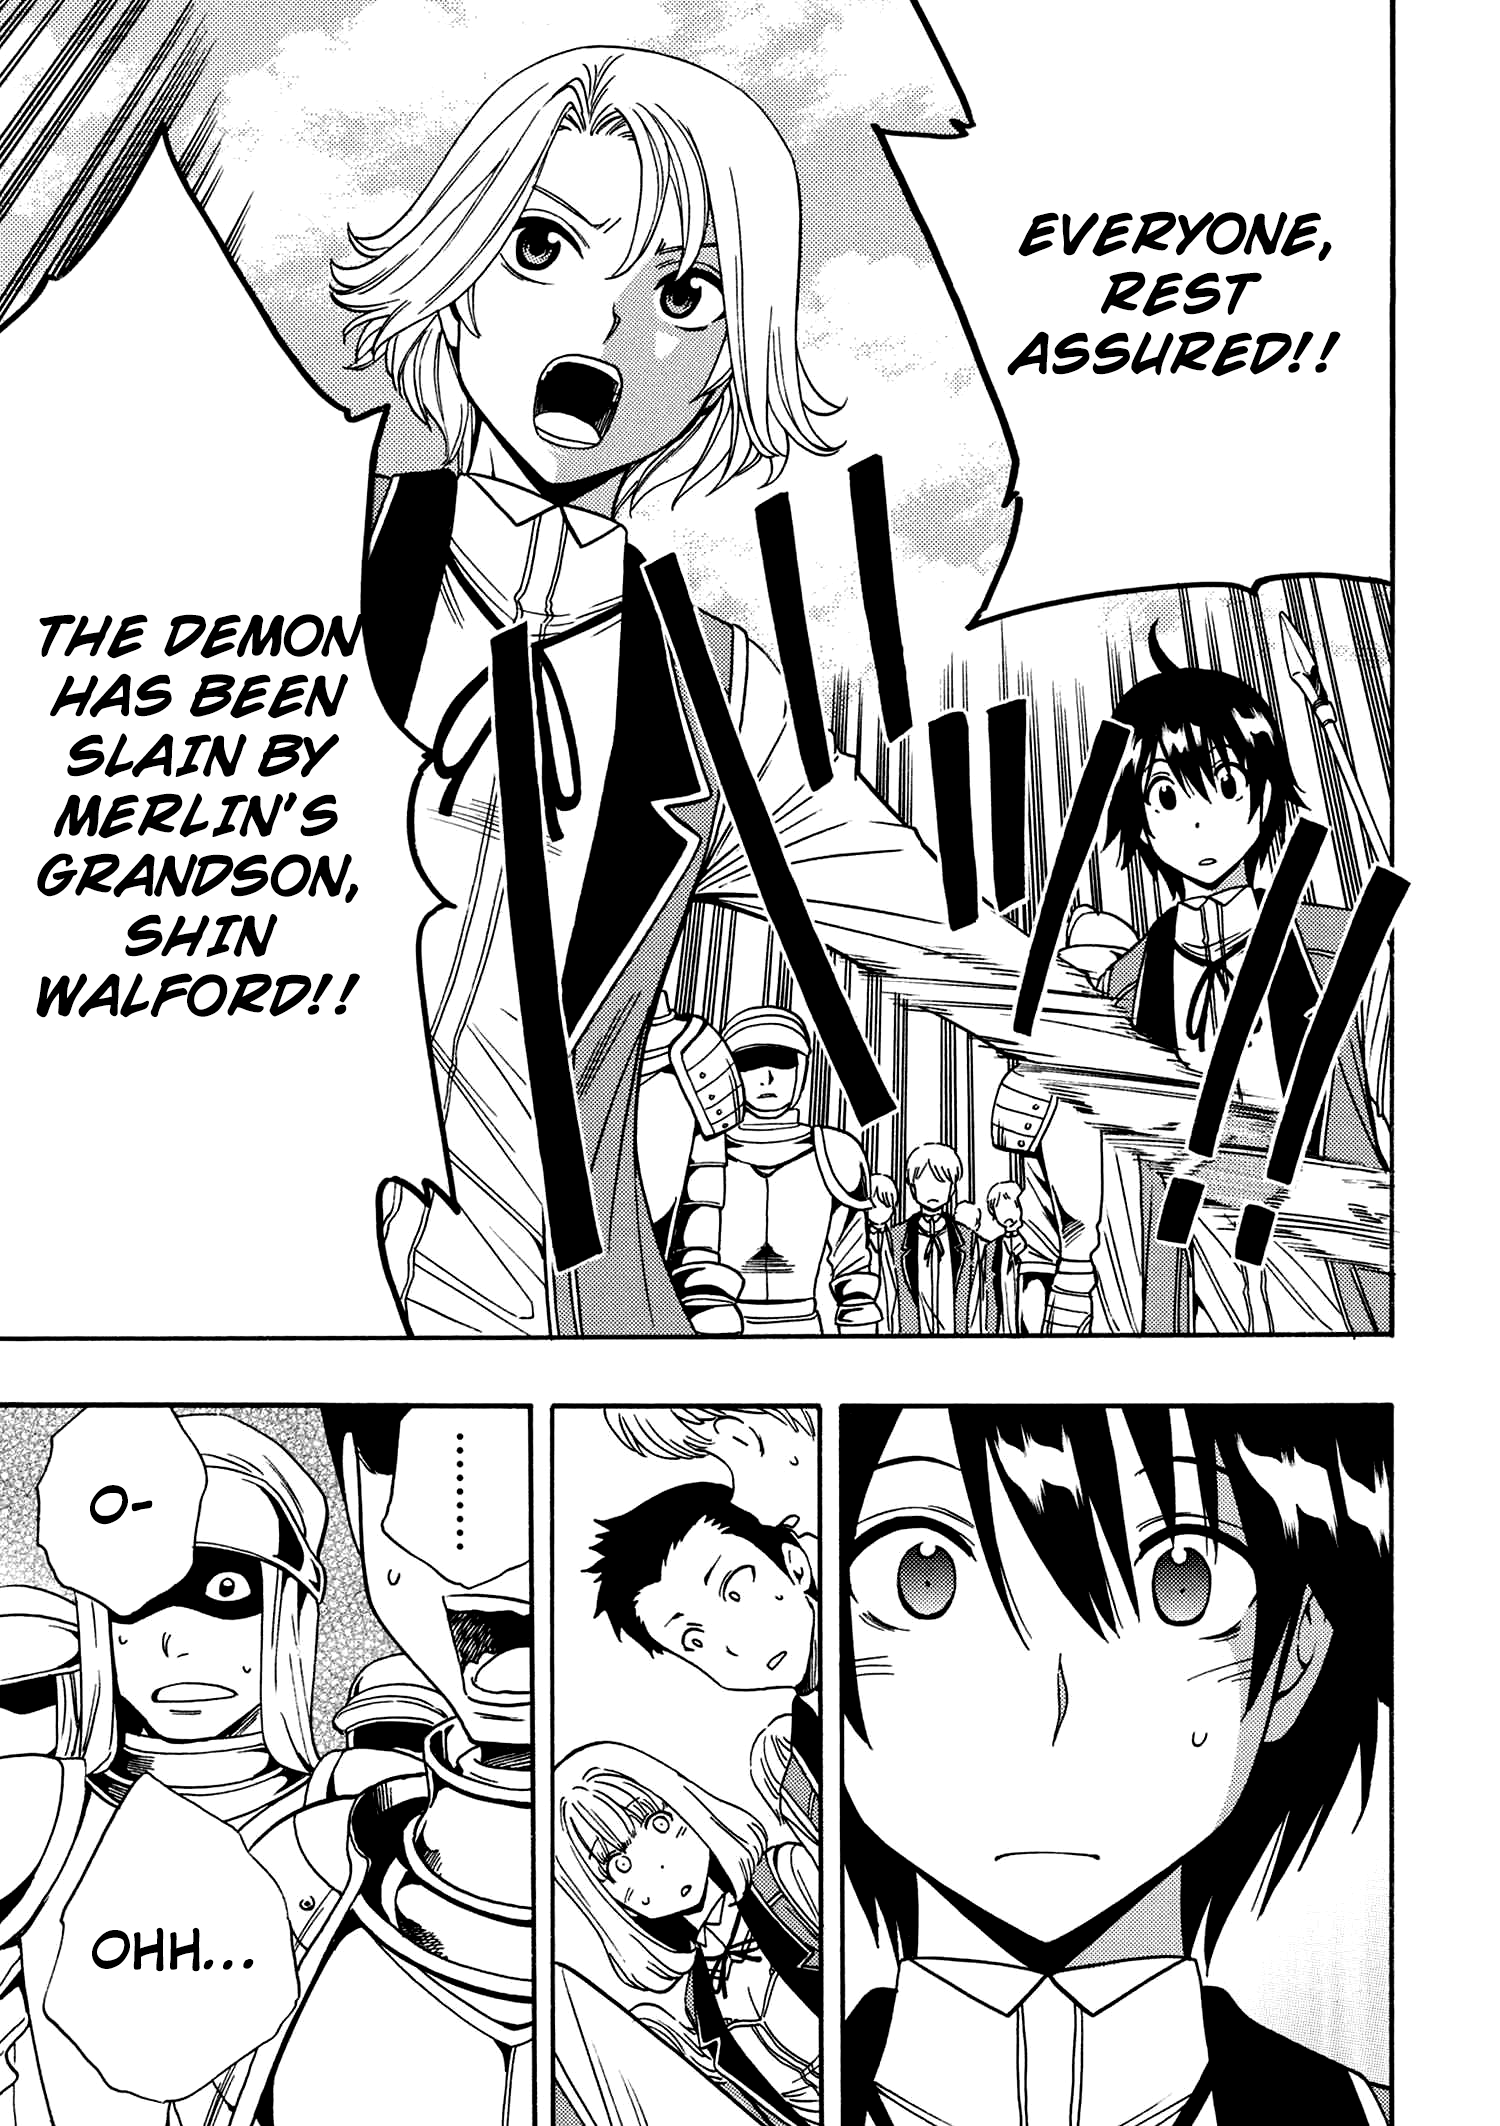 EVERYONE,
REST
ASSURED!!
THE DEMON
HAS BEEN
SLAIN BY
MERLIN'S
GRANDSON,
SHIN
WALFORD!!
.........
O-
OHH...